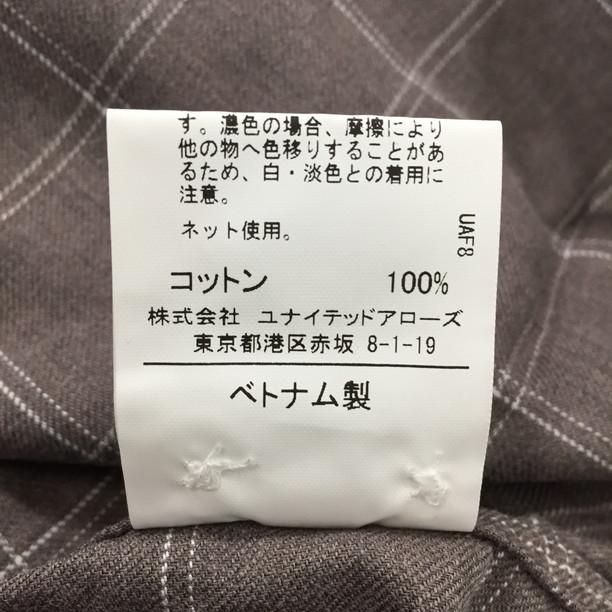 す。濃色の場合、摩擦により
他の物へ色移りすることがあ
るため、白・淡色との着用に
注意。
ネット使用。
UAF8
コットン 100%
株式会社 ユナイテッドアローズ
東京都港区赤坂 8-1-19
ベトナム製